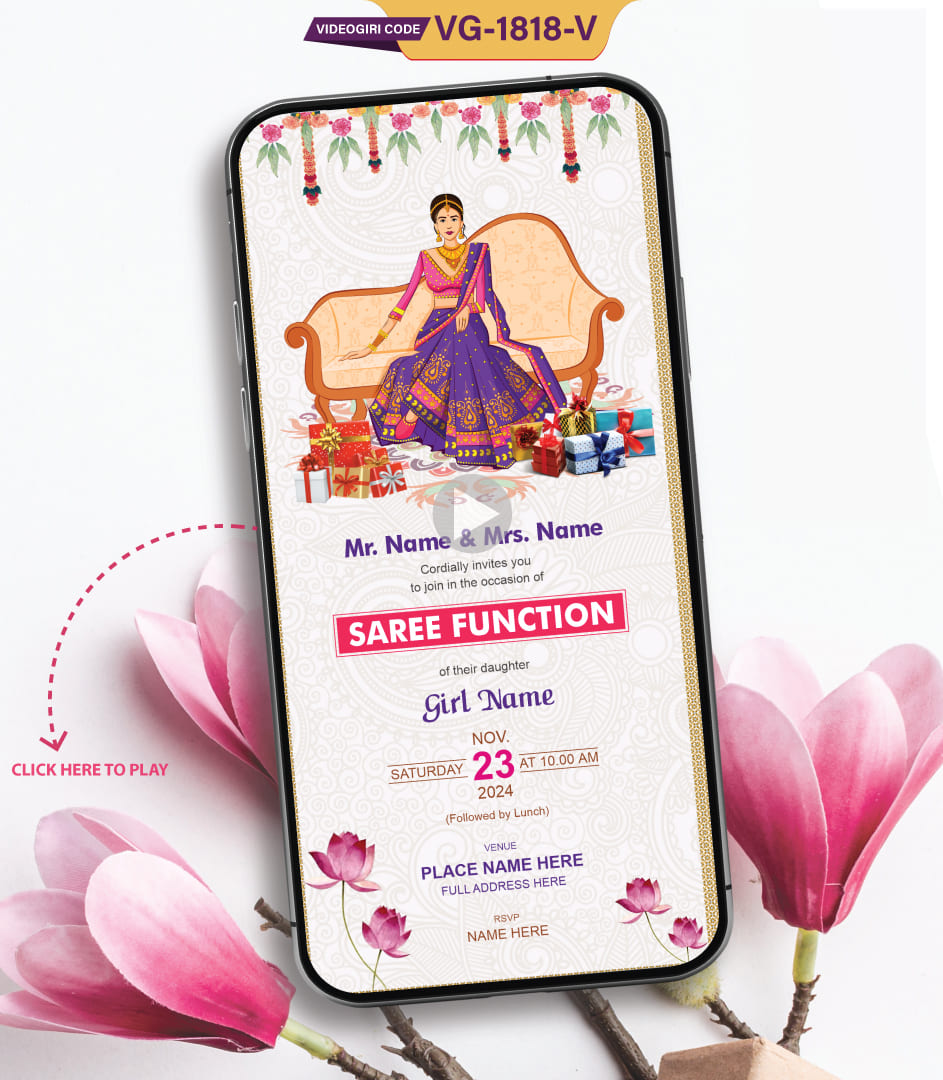 VIDEOGIRI CODE VG-1818-V
Mr. Name & Mrs. Name
Cordially invites you
to join in the occasion of
SAREE FUNCTION
of their daughter
Girl Name
NOV.
SATURDAY 23 AT 10.00 AM
2024
(Followed by Lunch)
VENUE
PLACE NAME HERE
FULL ADDRESS HERE
RSVP
NAME HERE
CLICK HERE TO PLAY